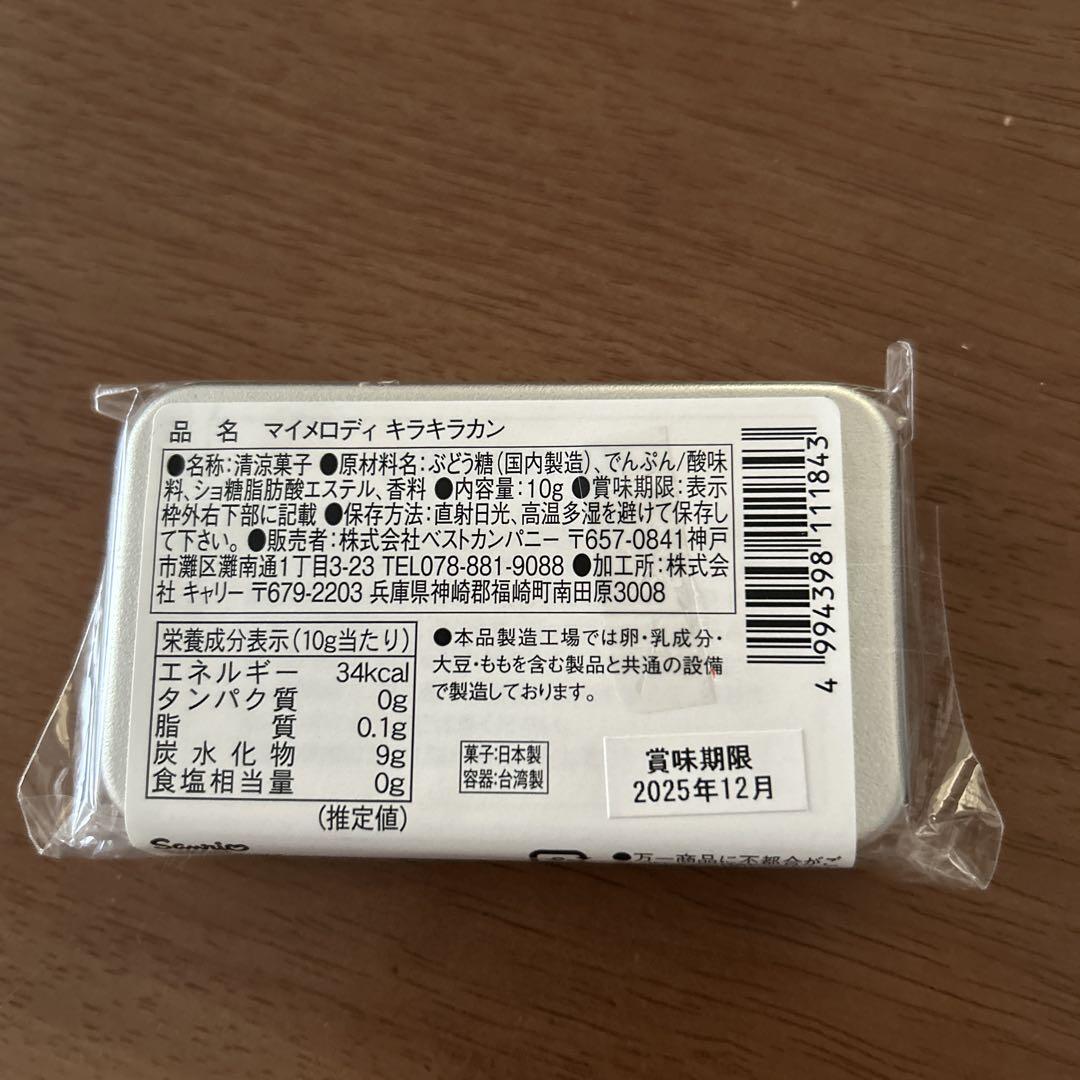 品 名 マイメロディ キラキラカン
●名称:清涼菓子 ●原材料名:ぶどう糖(国内製造)、でんぷん/酸味
料、ショ糖脂肪酸エステル、香料 ●内容量:10g ●賞味期限:表示
枠外右下部に記載 ●保存方法:直射日光、高温多湿を避けて保存し
て下さい。 ●販売者:株式会社ベストカンパニー 〒657-0841神戸
市灘区灘南通1丁目3-23 TEL078-881-9088 ●加工所:株式会
社 キャリー 〒679-2203 兵庫県神崎郡福崎町南田原3008
4994398111843
栄養成分表示(10g当たり)
エネルギー 34kcal
タンパク質 0g
脂質 0.1g
炭水化物 9g
食塩相当量 0g
(推定値)
●本品製造工場では卵・乳成分・
大豆・ももを含む製品と共通の設備
で製造しております。
菓子:日本製
容器:台湾製
賞味期限
2025年12月
Sanrio
●万一商品に不都合がご